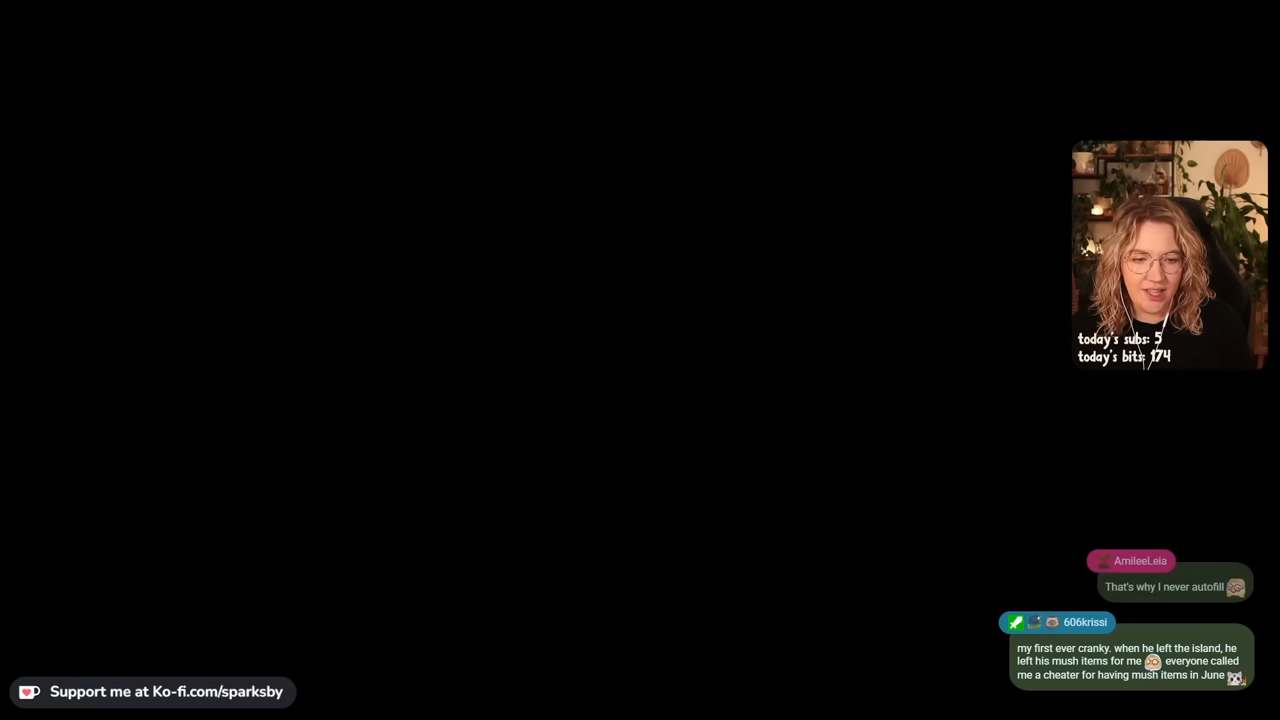 today's subs: 5
today's bits: 174
AmileeLeia
That's why I never autofill
606krissi
my first ever cranky. when he left the island, he
left his mush items for me everyone called
me a cheater for having mush items in June
Support me at Ko-fi.com/sparksby